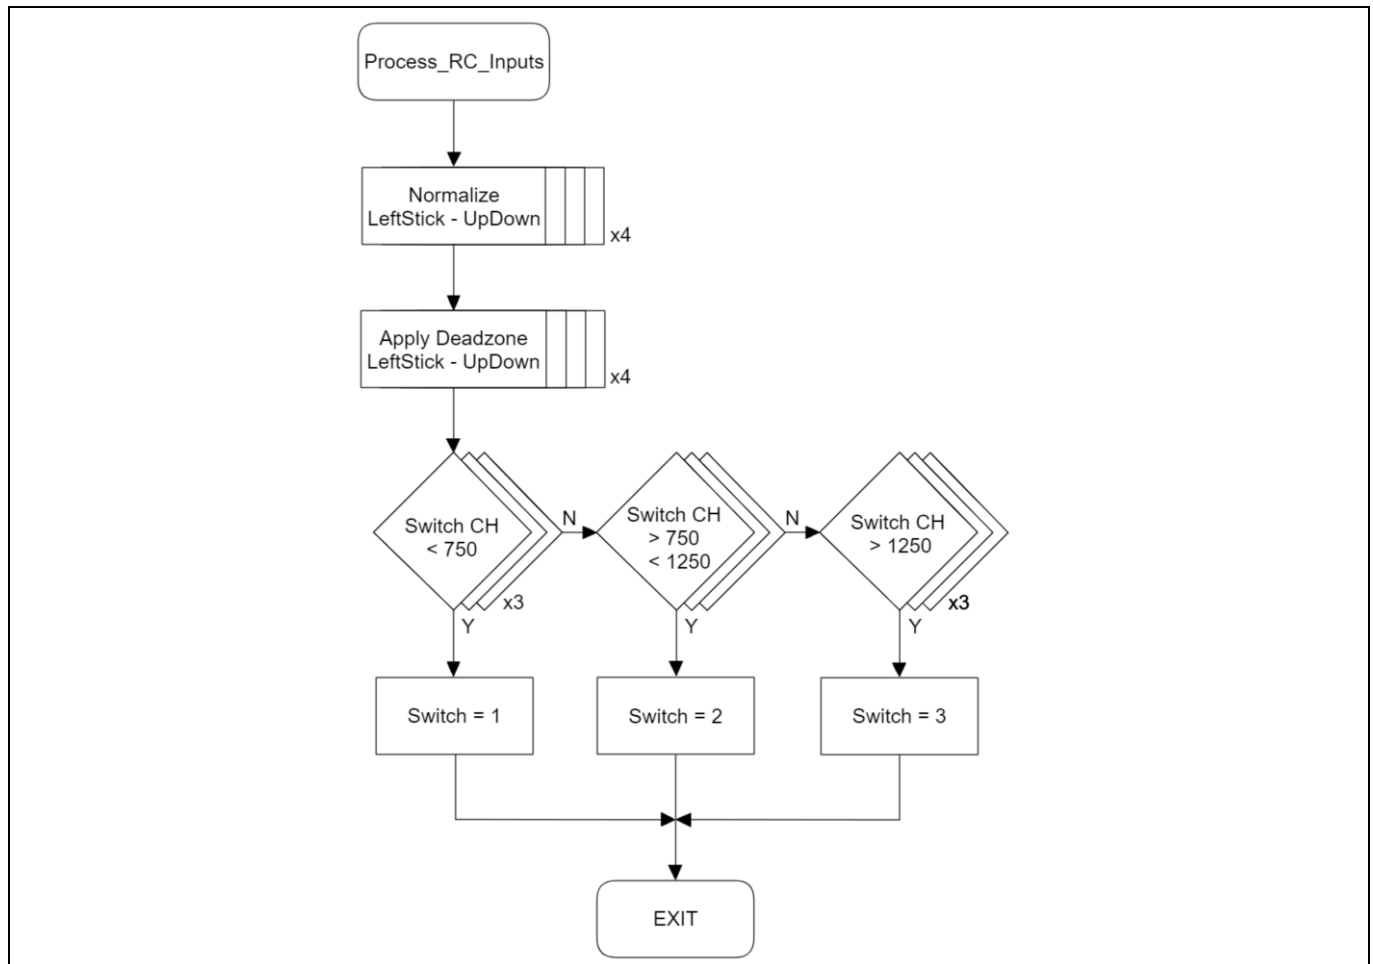 Process_RC_Inputs
Normalize
LeftStick - UpDown
x4
Apply Deadzone
LeftStick - UpDown
x4
Switch CH
< 750
x3
N
Switch CH
> 750
< 1250
N
Switch CH
> 1250
x3
Y
Y
Y
Switch = 1
Switch = 2
Switch = 3
EXIT